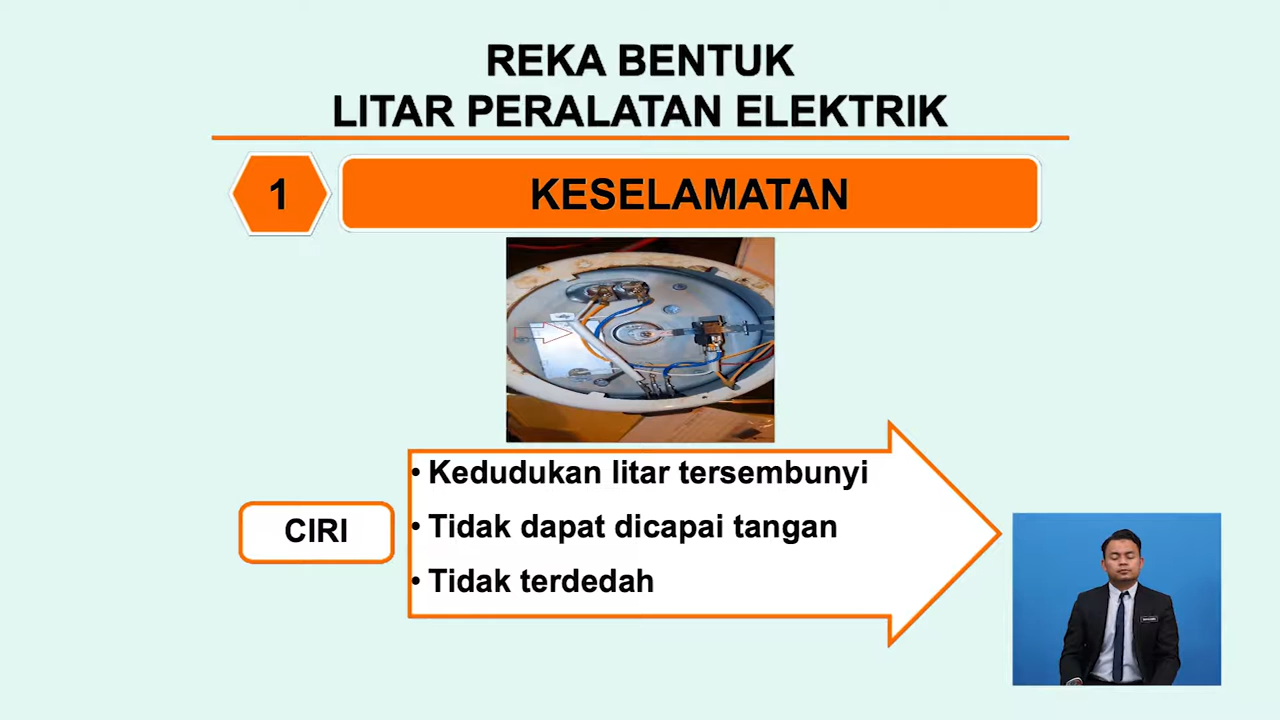 REKA BENTUK
LITAR PERALATAN ELEKTRIK
1
KESELAMATAN
CIRI
• Kedudukan litar tersembunyi
• Tidak dapat dicapai tangan
• Tidak terdedah